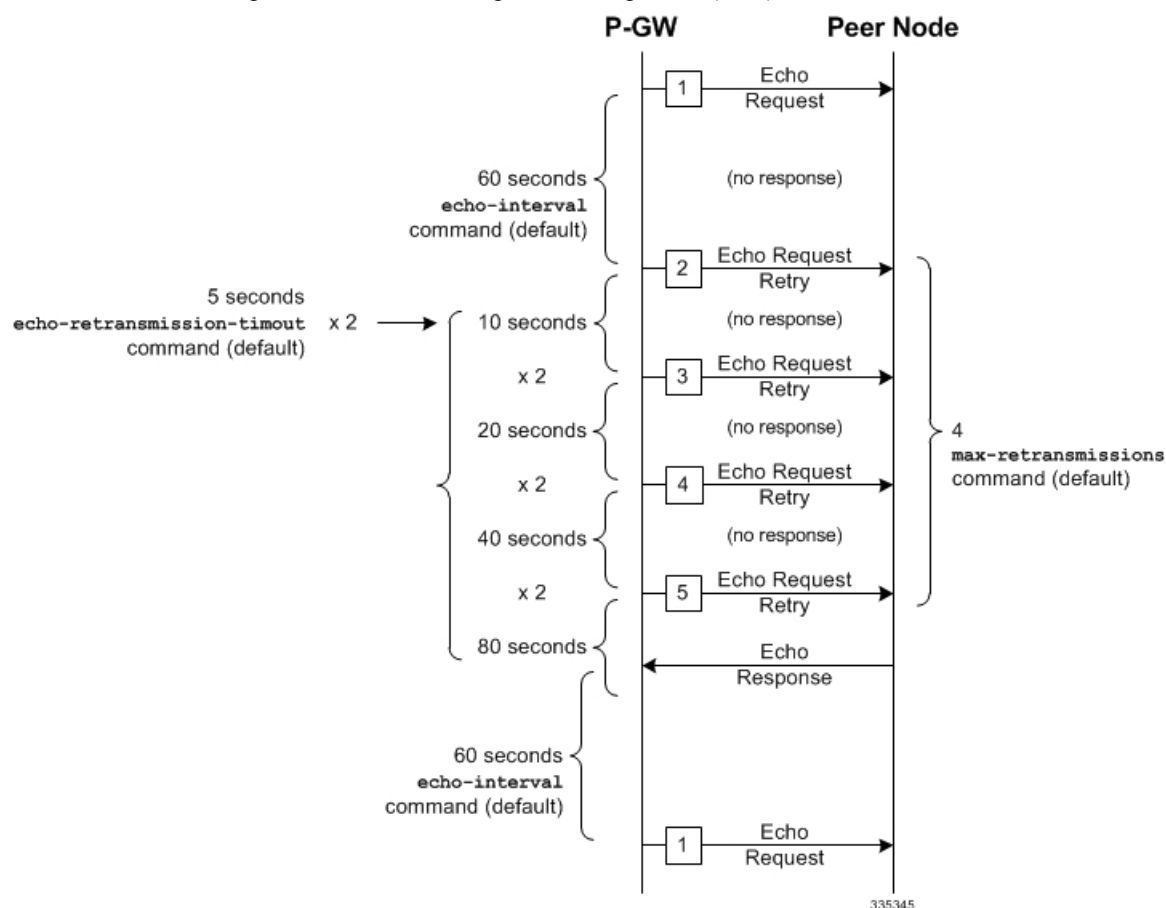 P-GW
Peer Node
1
Echo
Request
60 seconds
echo-interval
command (default)
(no response)
2
Echo Request
Retry
5 seconds
echo-retransmission-timout
command (default)
x 2
10 seconds
(no response)
x 2
3
Echo Request
Retry
20 seconds
(no response)
4
max-retransmissions
command (default)
x 2
4
Echo Request
Retry
40 seconds
(no response)
x 2
5
Echo Request
Retry
80 seconds
Echo
Response
60 seconds
echo-interval
command (default)
1
Echo
Request
335345